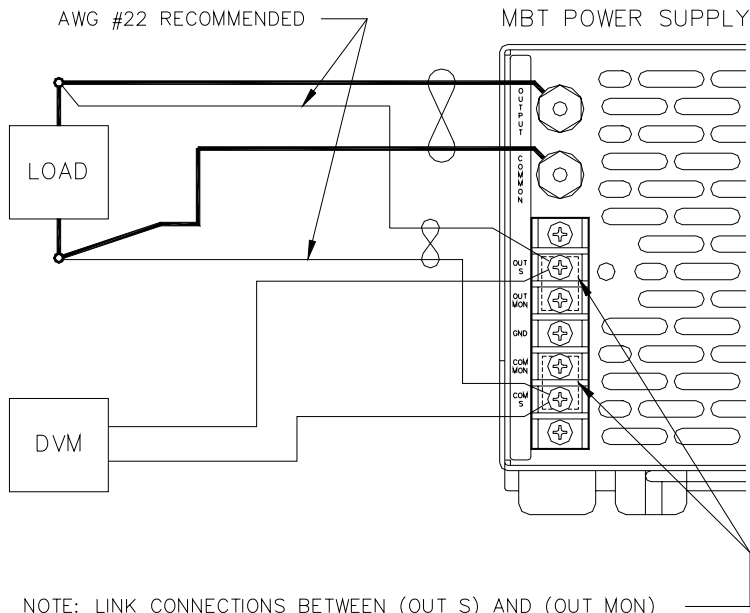 AWG #22 RECOMMENDED
MBT POWER SUPPLY
OUTPUT
COMMON
LOAD
OUT
S
OUT
MON
GND
COM
MON
COM
S
DVM
NOTE: LINK CONNECTIONS BETWEEN (OUT S) AND (OUT MON)